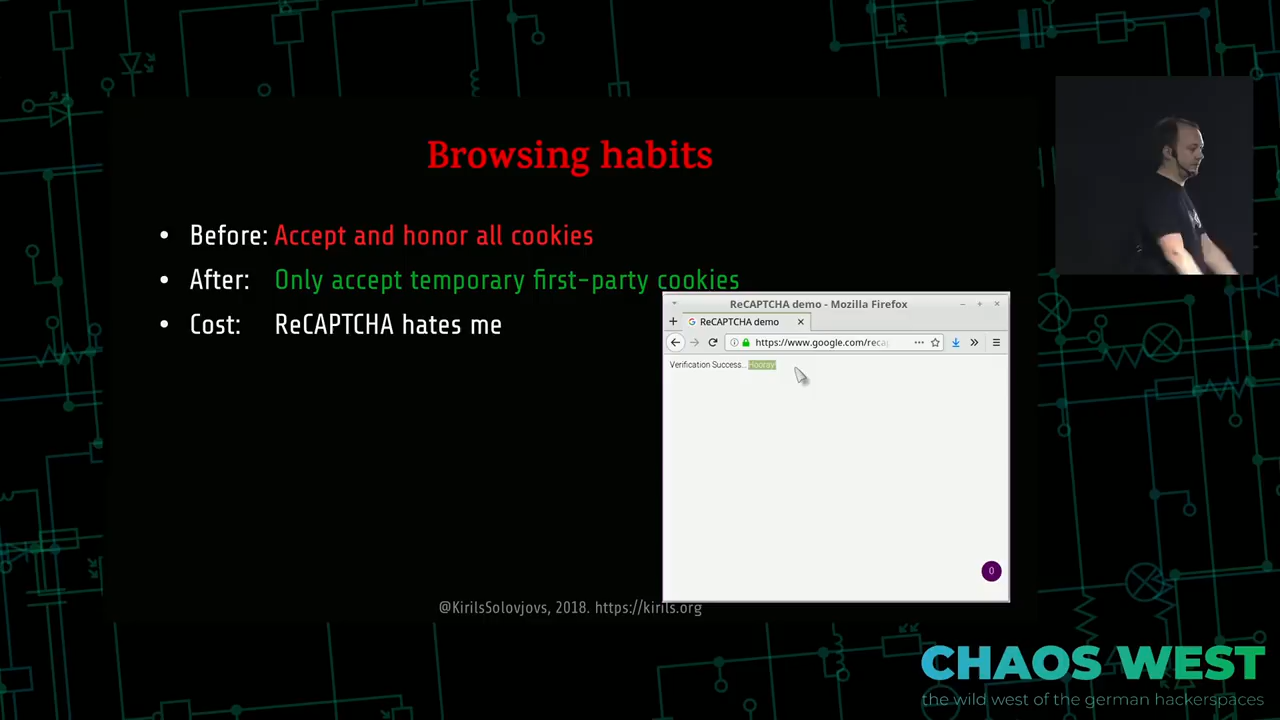 Browsing habits
• Before: Accept and honor all cookies
• After: Only accept temporary first-party cookies
• Cost: ReCAPTCHA hates me
ReCAPTCHA demo - Mozilla Firefox
ReCAPTCHA demo
https://www.google.com/reca
Verification Success... Hooray!
0
@KirilsSolovjovs, 2018. https://kirils.org
CHAOS WEST
the wild west of the german hackerspaces